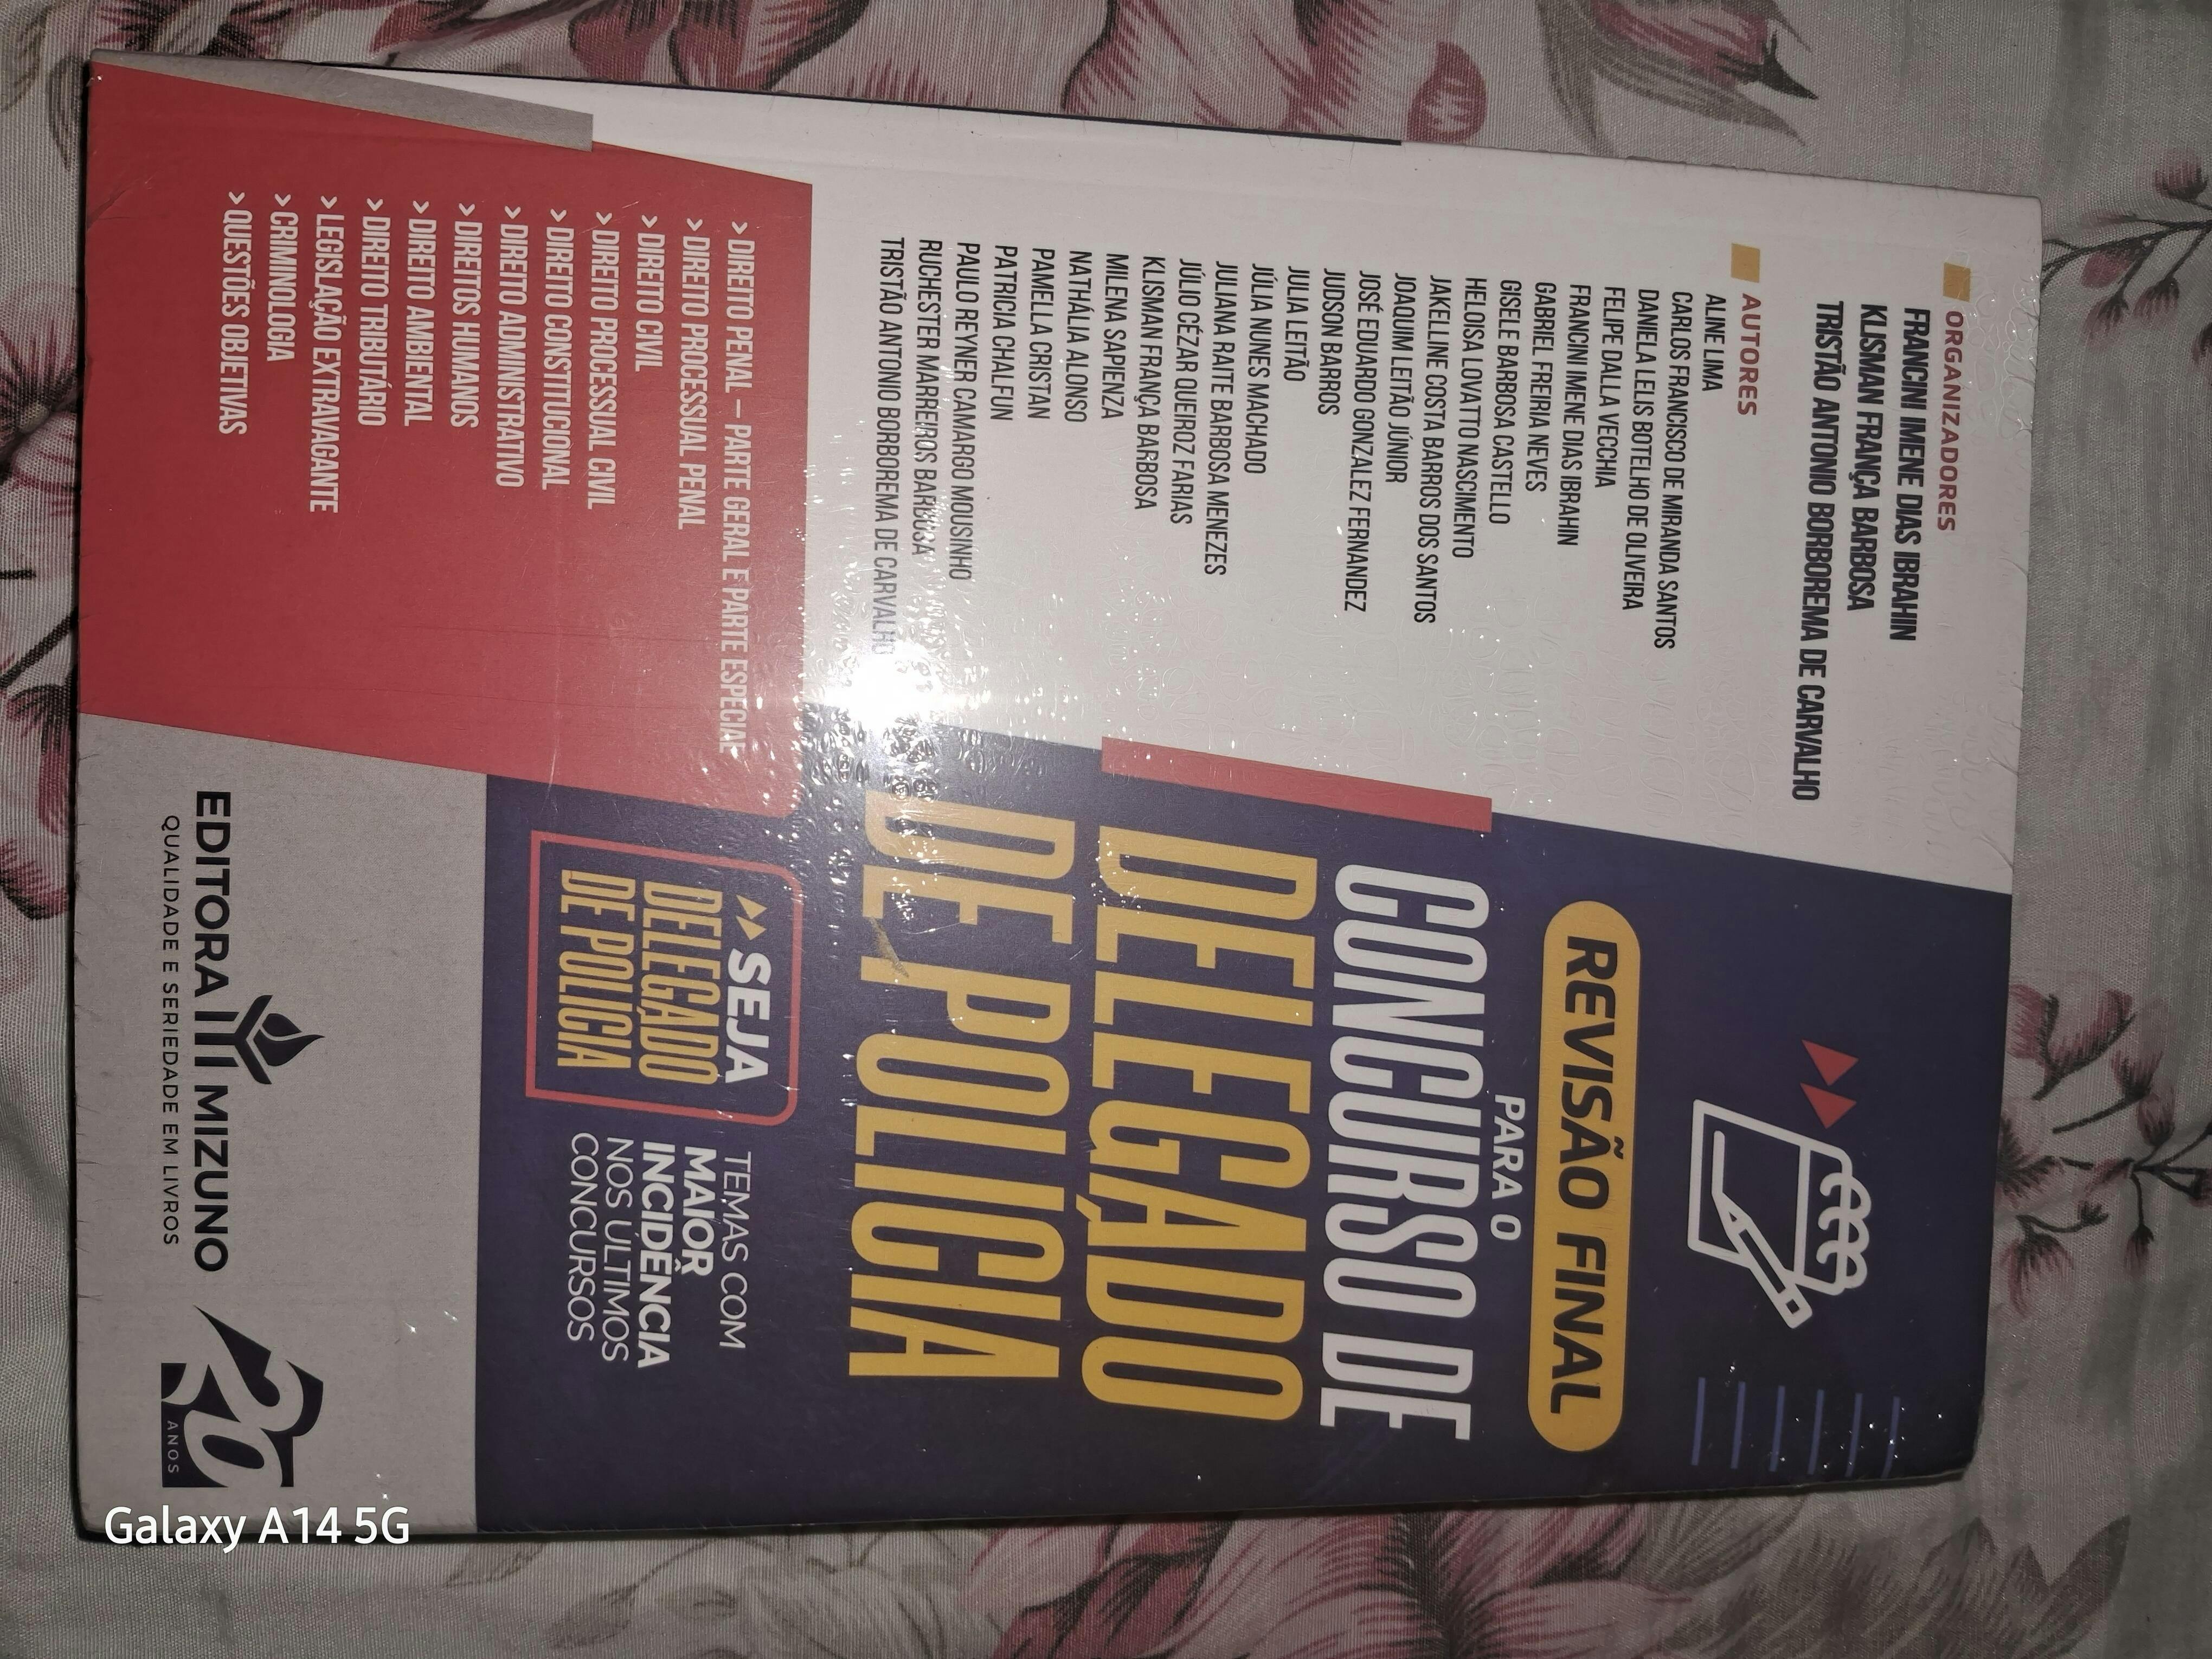 ORGANIZADORES
FRANCINI IMENE DIAS IBRAHIN
KLISMAN FRANÇA BARBOSA
TRISTÃO ANTONIO BORBOREMA DE CARVALHO
AUTORES
ALINE LIMA
CARLOS FRANCISCO DE MIRANDA SANTOS
DANIELA LELIS BOTELHO DE OLIVEIRA
FELIPE DALLA VECCHIA
FRANCINI IMENE DIAS IBRAHIN
GABRIEL FREIRIA NEVES
GISELE BARBOSA CASTELLO
HELOISA LOVATTO NASCIMENTO
JAKELLINE COSTA BARROS DOS SANTOS
JOAQUIM LEITÃO JÚNIOR
JOSÉ EDUARDO GONZALEZ FERNANDEZ
JUDSON BARROS
JULIA LETÃO
JÚLIA NUNES MACHADO
JULIANA RAITE BARBOSA MENEZES
JÚLIO CÉZAR QUEIROZ FARIAS
KLISMAN FRANÇA BARBOSA
MILENA SAPIENZA
NATHÁLIA ALONSO
PAMELLA CRISTAN
PATRICIA CHALFUN
PAULO REYNER CAMARGO MOUSINHO
RUCHESTER MARREIROS BARBOSA
TRISTÃO ANTONIO BORBOREMA DE CARVALHO
> DIREITO PENAL – PARTE GERAL E PARTE ESPECIAL
> DIREITO PROCESSUAL PENAL
> DIREITO CIVIL
> DIREITO PROCESSUAL CIVIL
> DIREITO CONSTITUCIONAL
> DIREITO ADMINISTRATIVO
> DIREITOS HUMANOS
> DIREITO AMBIENTAL
> DIREITO TRIBUTÁRIO
> LEGISLAÇÃO EXTRAVAGANTE
> CRIMINOLOGIA
> QUESTÕES OBJETIVAS
REVISÃO FINAL
PARA O
CONCURSO DE
DELEGADO
DE POLÍCIA
SEJA
DELEGADO
DE POLÍCIA
TEMAS COM
MAIOR
INCIDÊNCIA
NOS ÚLTIMOS
CONCURSOS
EDITORA MIZUNO
QUALIDADE E SERIEDADE EM LIVROS
20
ANOS
Galaxy A14 5G